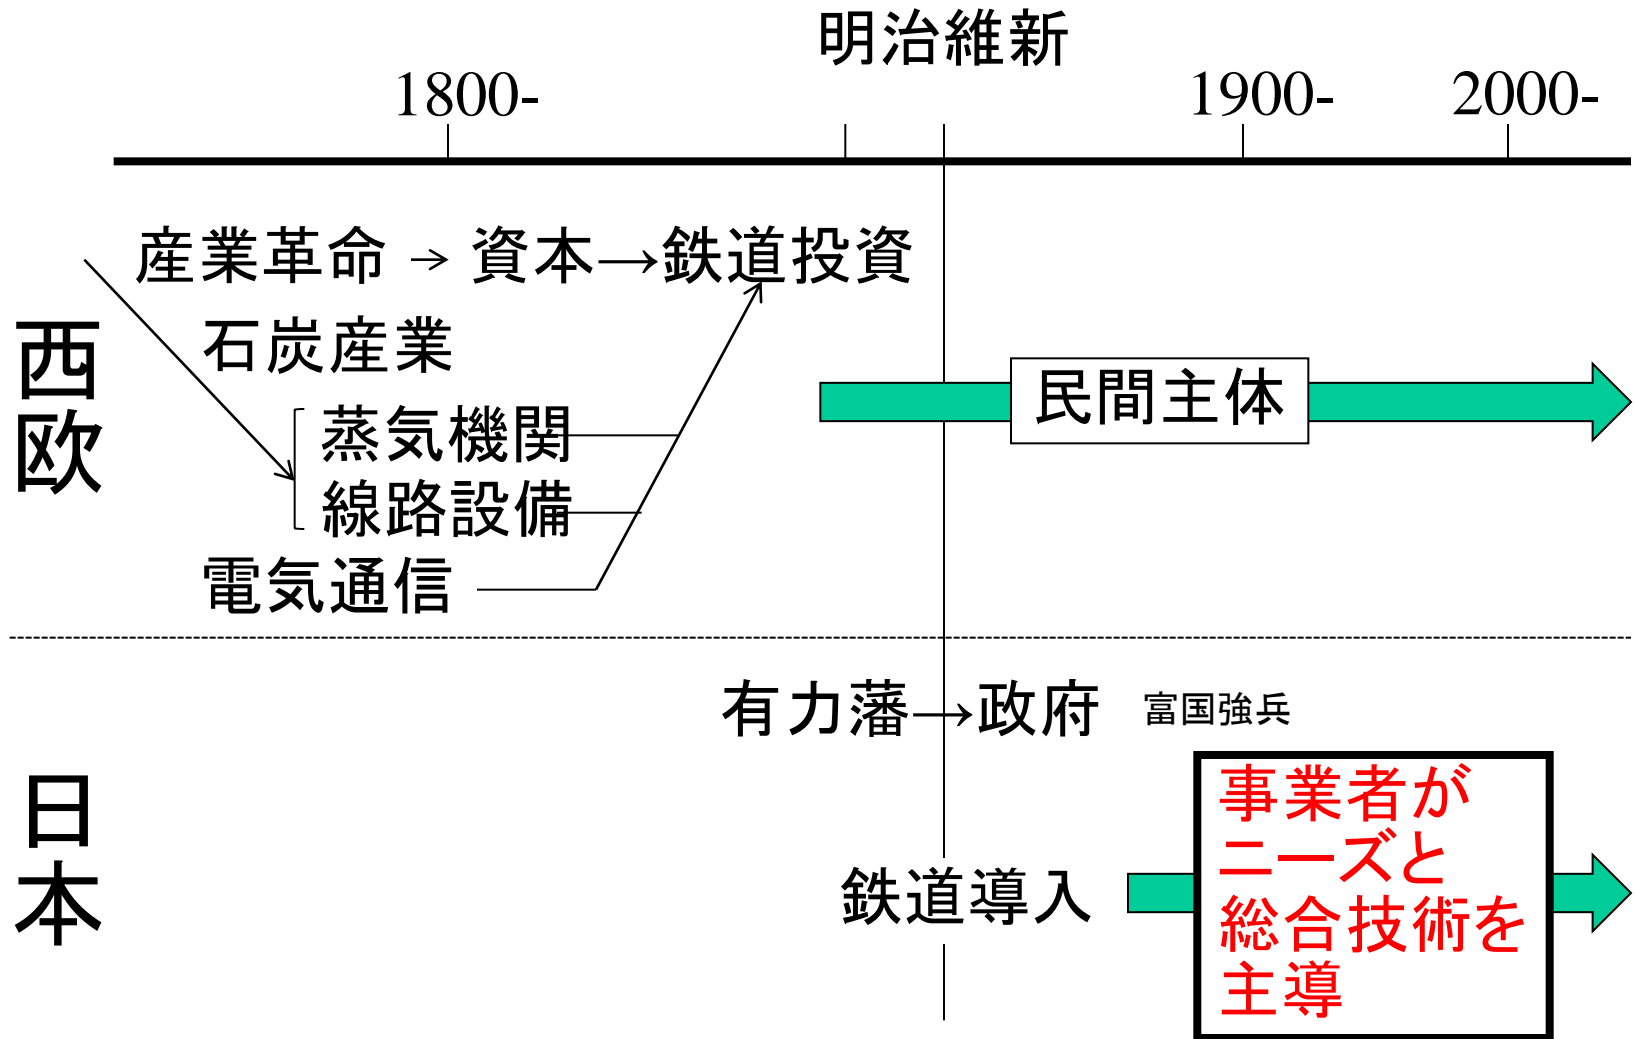 明治維新
1800-
1900-
2000-
西欧
産業革命→資本→鉄道投資
石炭産業
蒸気機関
線路設備
電気通信
民間主体
日本
有力藩→政府 富国強兵
鉄道導入
事業者が
ニーズと
総合技術を
主導